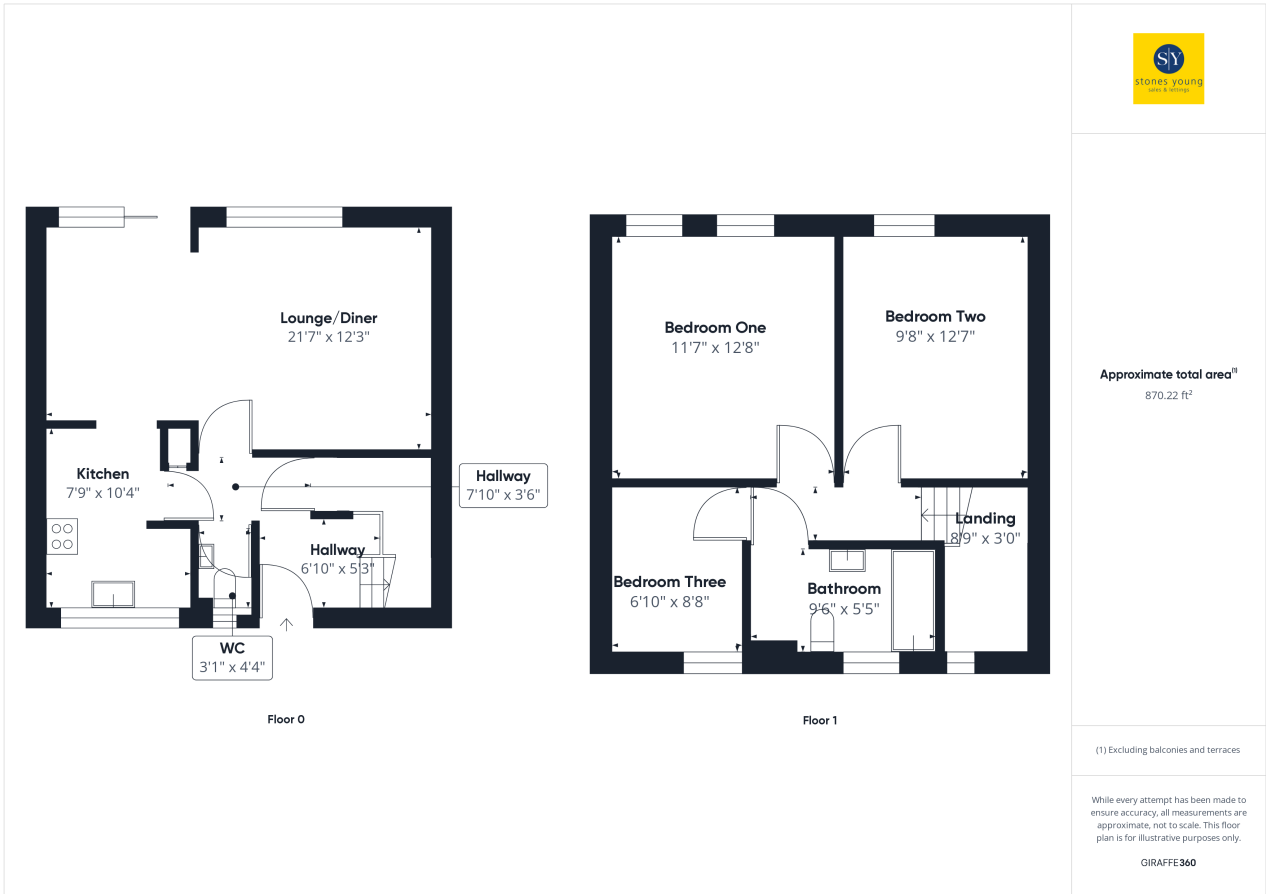 Lounge/Diner
21'7" x 12'3"
Kitchen
7'9" x 10'4"
Hallway
7'10" x 3'6"
Hallway
6'10" x 5'3"
WC
3'1" x 4'4"
Floor 0
Bedroom One
11'7" x 12'8"
Bedroom Two
9'8" x 12'7"
Landing
8'9" x 3'0"
Bedroom Three
6'10" x 8'8"
Bathroom
9'6" x 5'5"
Floor 1
S|Y
stones young
sales & lettings
Approximate total area(1)
870.22 ft²
(1) Excluding balconies and terraces
While every attempt has been made to
ensure accuracy, all measurements are
approximate, not to scale. This floor
plan is for illustrative purposes only.
GIRAFFE360